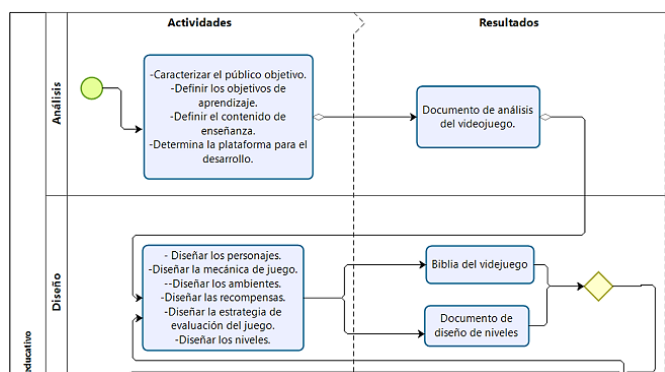 Actividades
Resultados
Análisis
-Caracterizar el público objetivo.
-Definir los objetivos de
aprendizaje.
-Definir el contenido de
enseñanza.
-Determina la plataforma para el
desarrollo.
Documento de análisis
del videojuego.
Diseño
- Diseñar los personajes.
-Diseñar la mecánica de juego.
--Diseñar los ambientes.
-Diseñar las recompensas.
-Diseñar la estrategia de
evaluación del juego.
-Diseñar los niveles.
Biblia del videjuego
Documento de
diseño de niveles
educativo